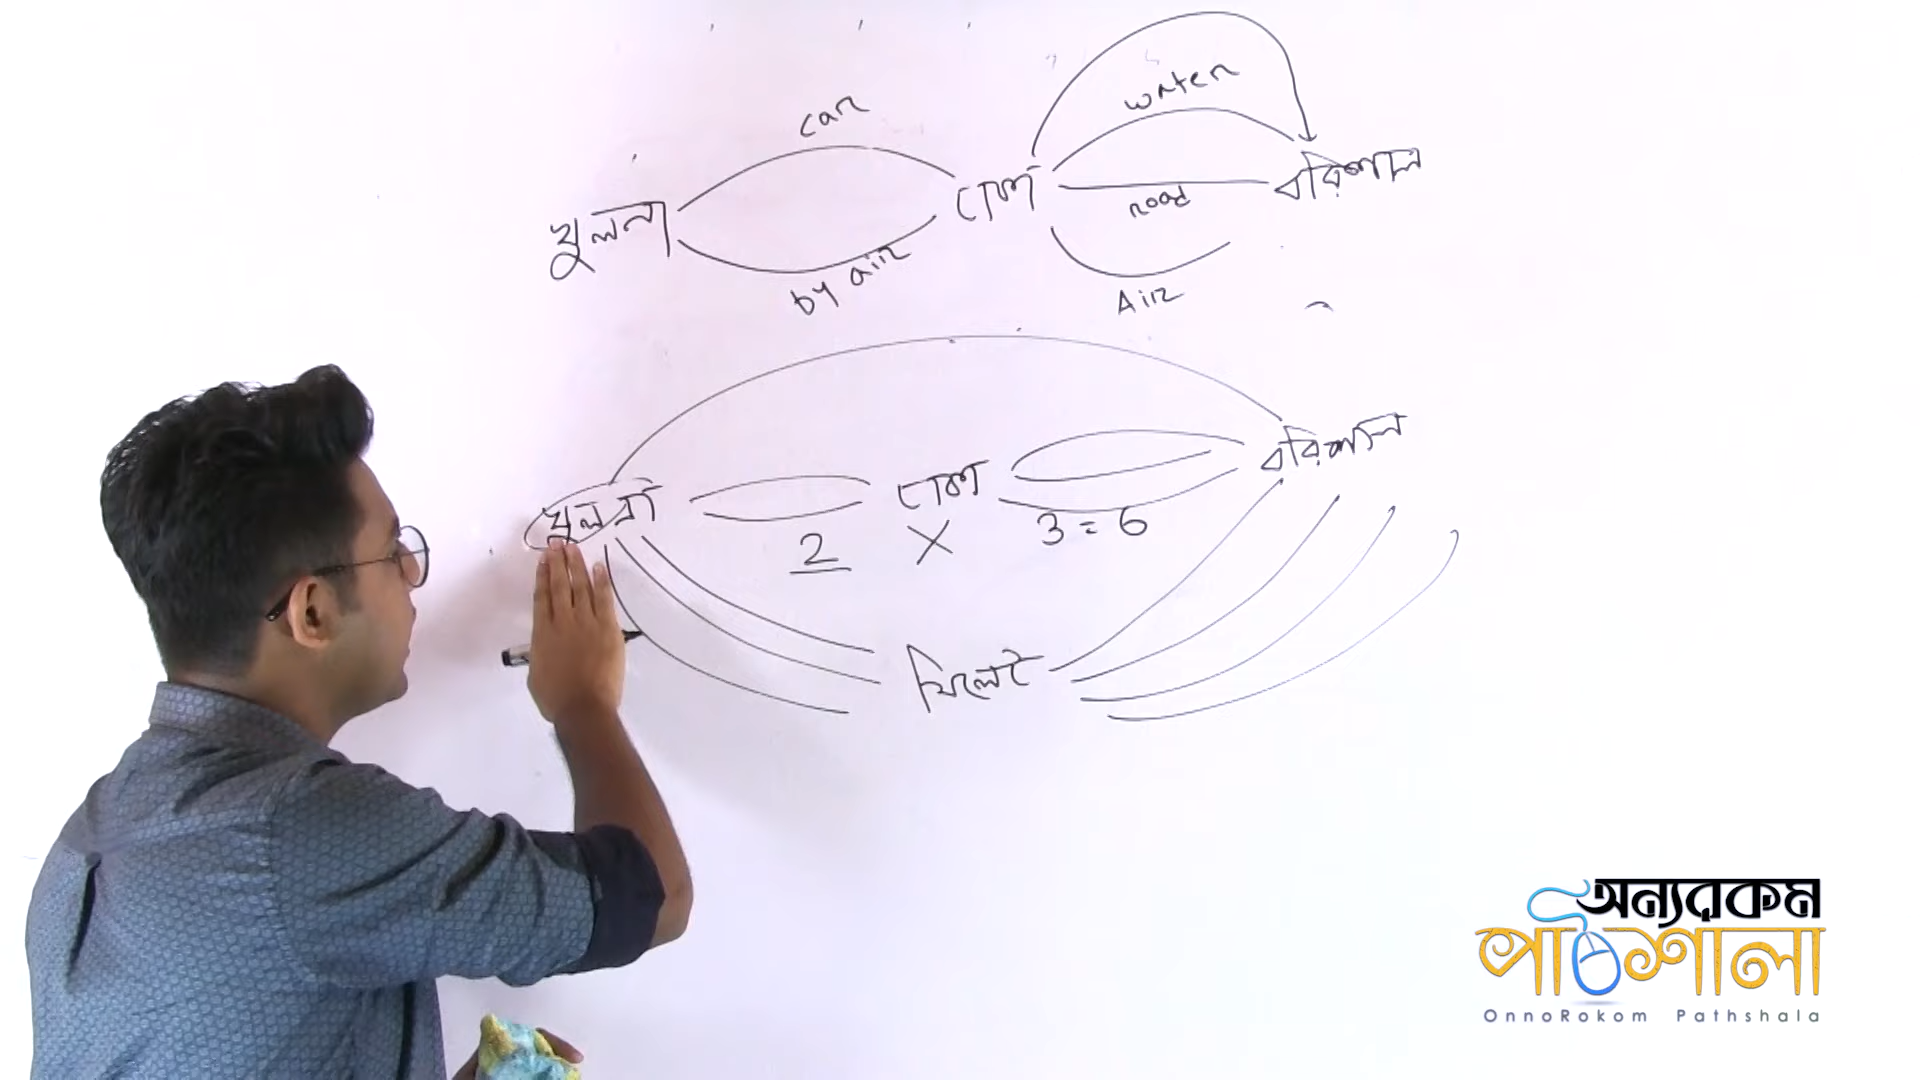 car
water
খুলনা
ঢাকা
বরিশাল
road
by air
Air
খুলনা
ঢাকা
বরিশাল
2 X 3 = 6
সিলেট
অন্যরকম
পাঠশালা
OnnoRokom Pathshala